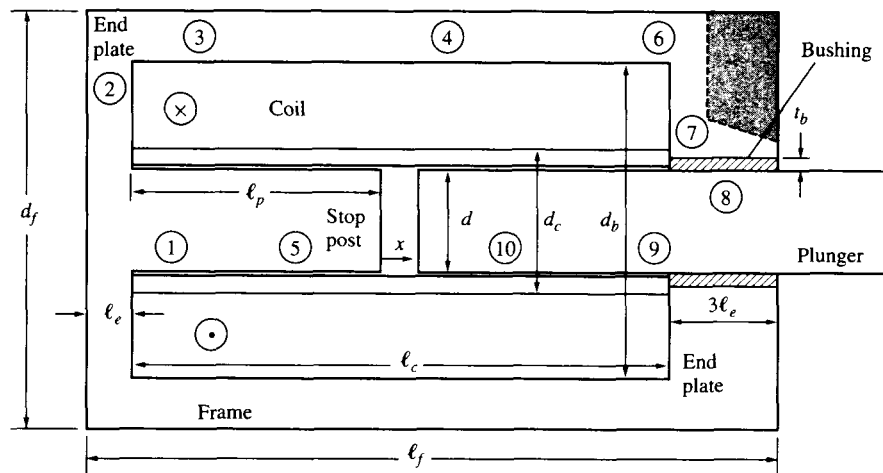 End
plate
3
4
6
Bushing
2
×
Coil
7
t_b
ℓ_p
8
d_f
Stop
post
x
d
d_c
d_b
1
5
10
9
Plunger
ℓ_e
3ℓ_e
ℓ_c
End
plate
Frame
ℓ_f